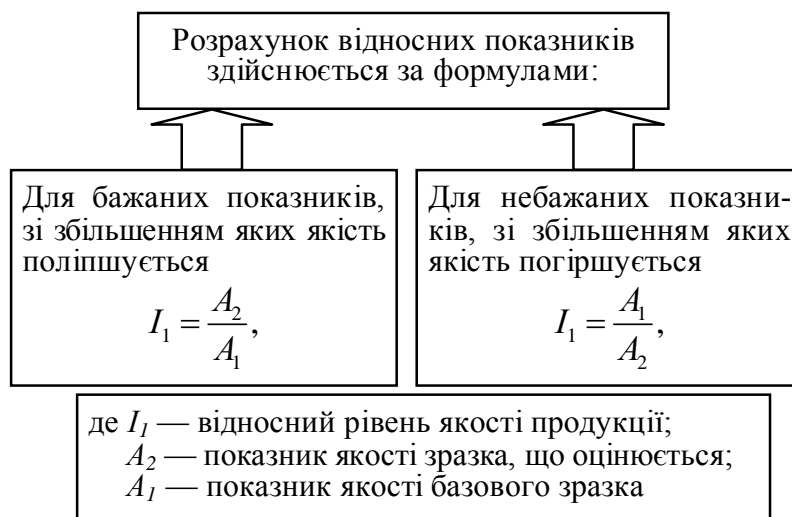 Розрахунок відносних показників
здійснюється за формулами:
Для бажаних показників,
зі збільшенням яких якість
поліпшується
I₁ = A₂/A₁,
Для небажаних показни-
ків, зі збільшенням яких
якість погіршується
I₁ = A₁/A₂,
де I₁ — відносний рівень якості продукції;
A₂ — показник якості зразка, що оцінюється;
A₁ — показник якості базового зразка